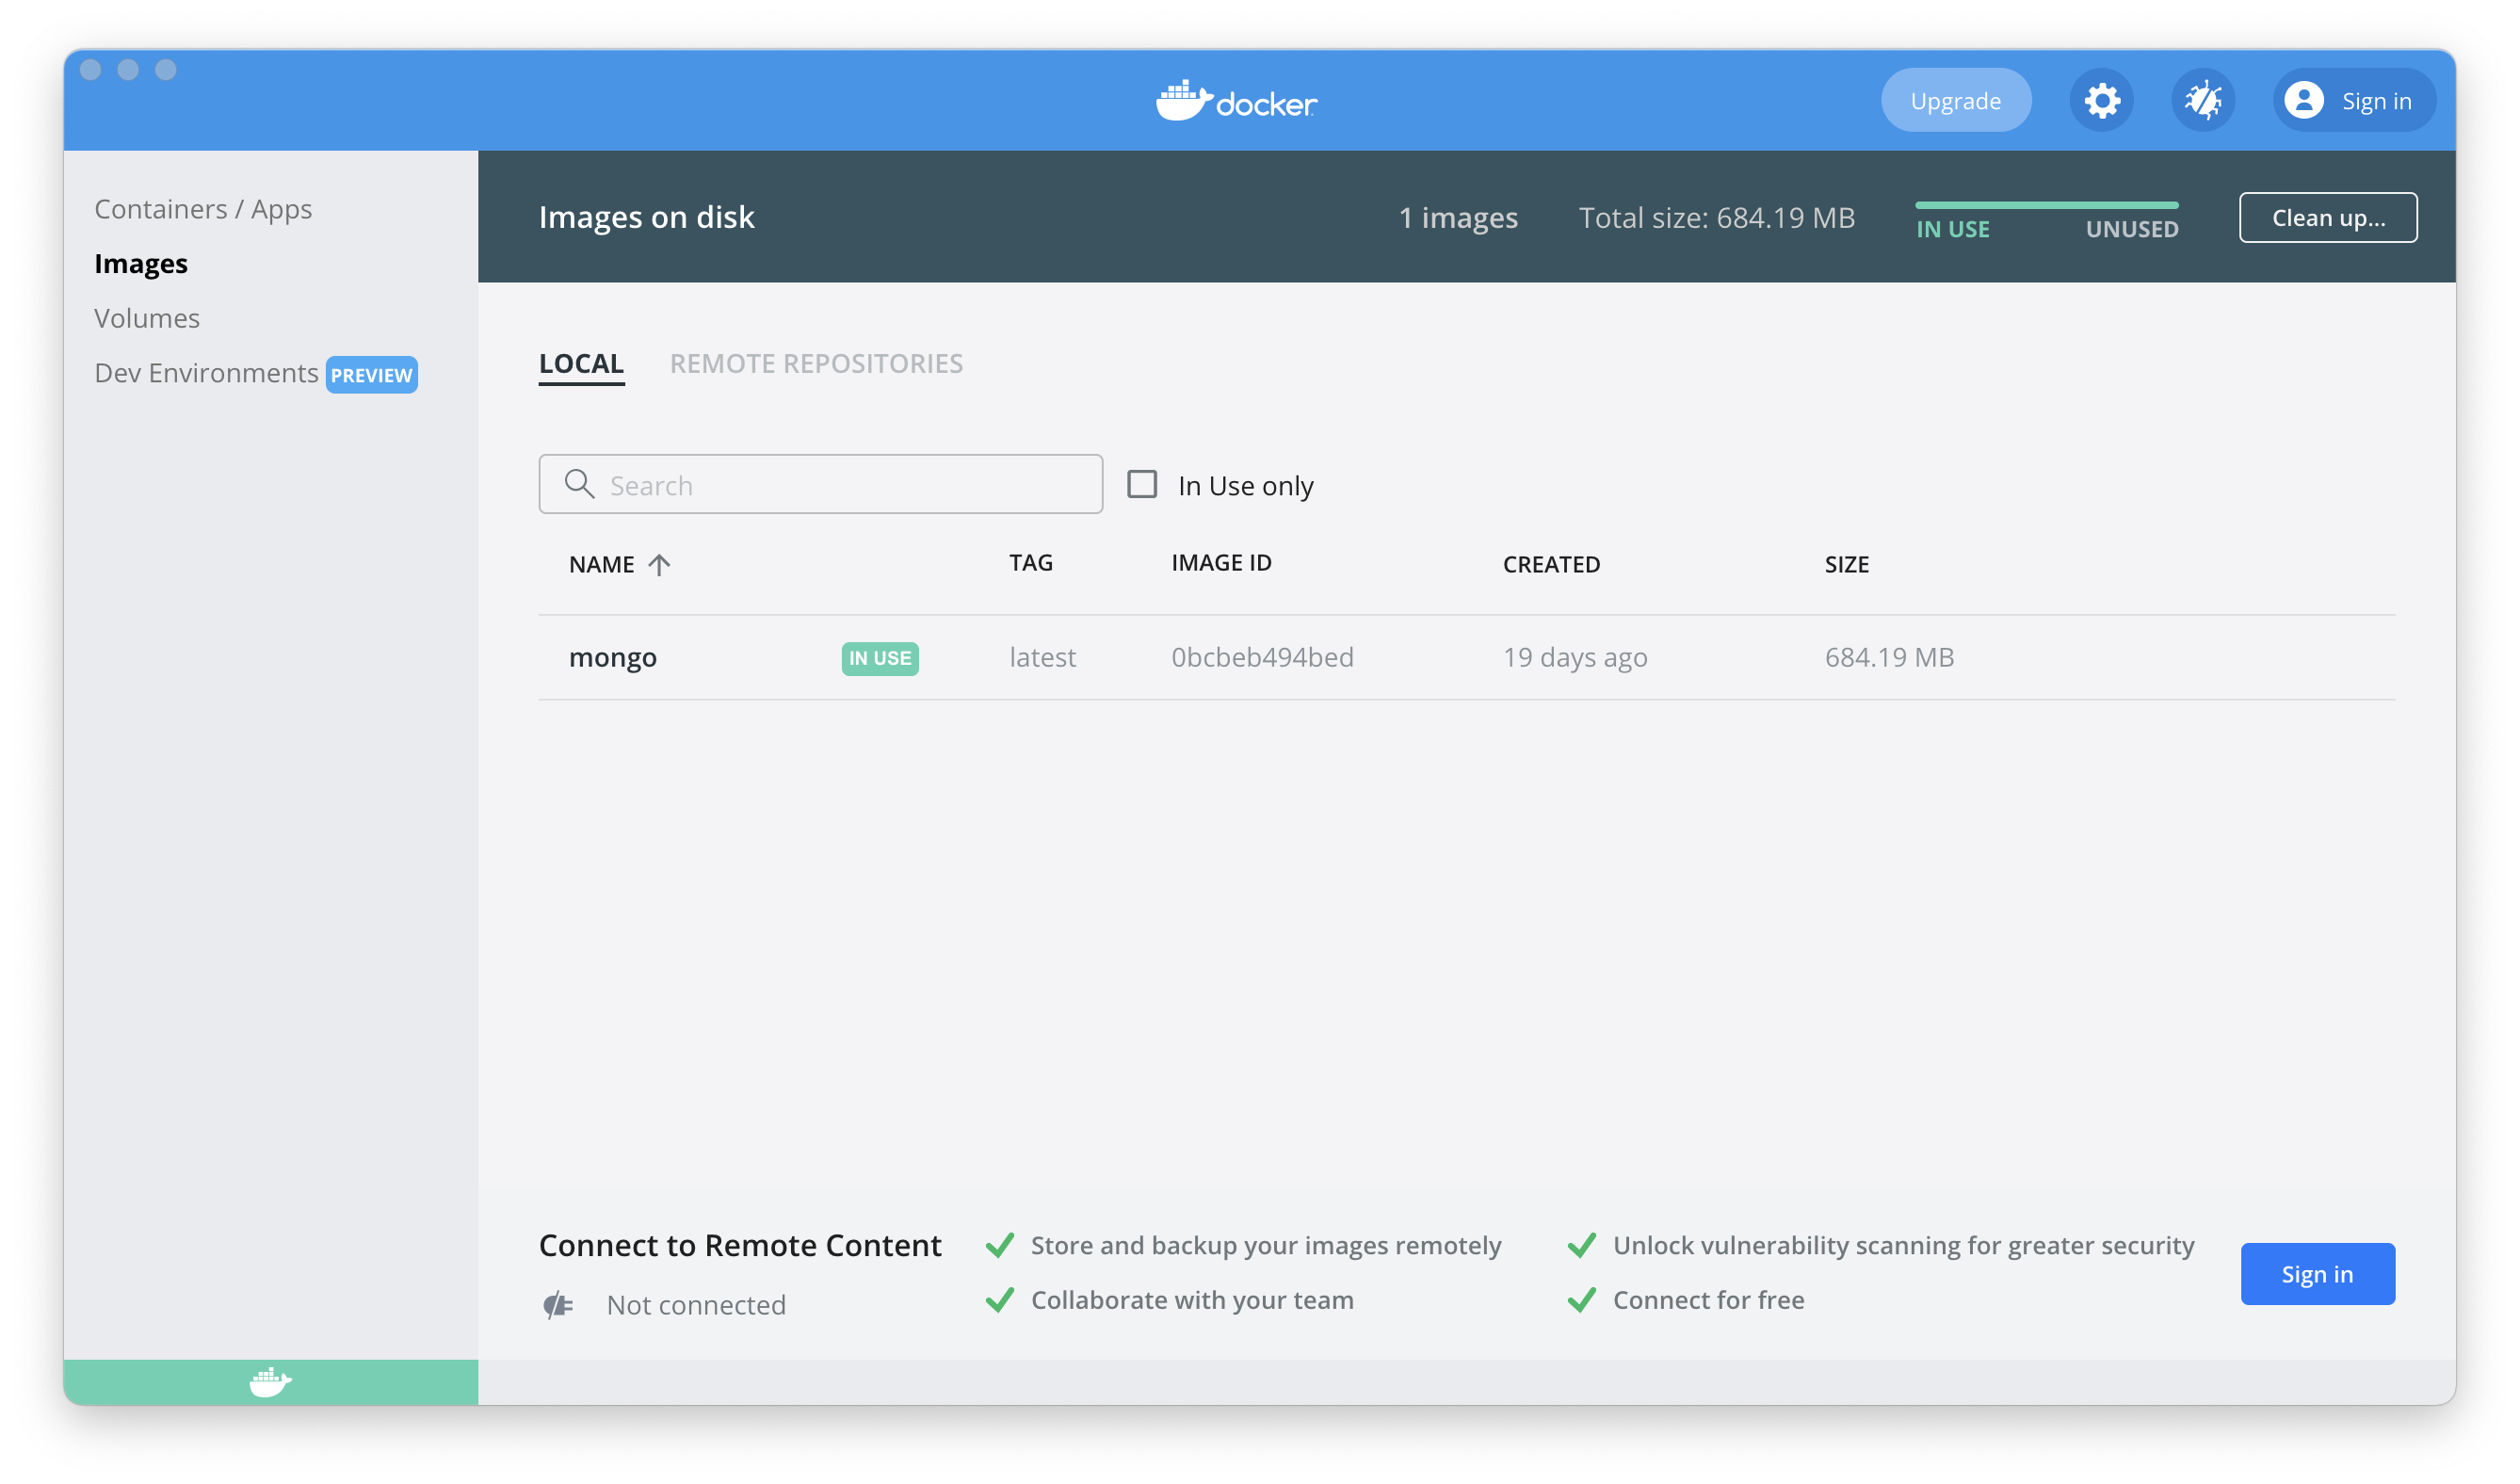 docker
Upgrade
Sign in
Containers / Apps
Images
Volumes
Dev Environments PREVIEW
Images on disk
1 images
Total size: 684.19 MB
IN USE
UNUSED
Clean up...
LOCAL
REMOTE REPOSITORIES
Search
In Use only
NAME TAG IMAGE ID CREATED SIZE
mongo IN USE latest 0bcbeb494bed 19 days ago 684.19 MB
Connect to Remote Content
Not connected
Store and backup your images remotely
Collaborate with your team
Unlock vulnerability scanning for greater security
Connect for free
Sign in